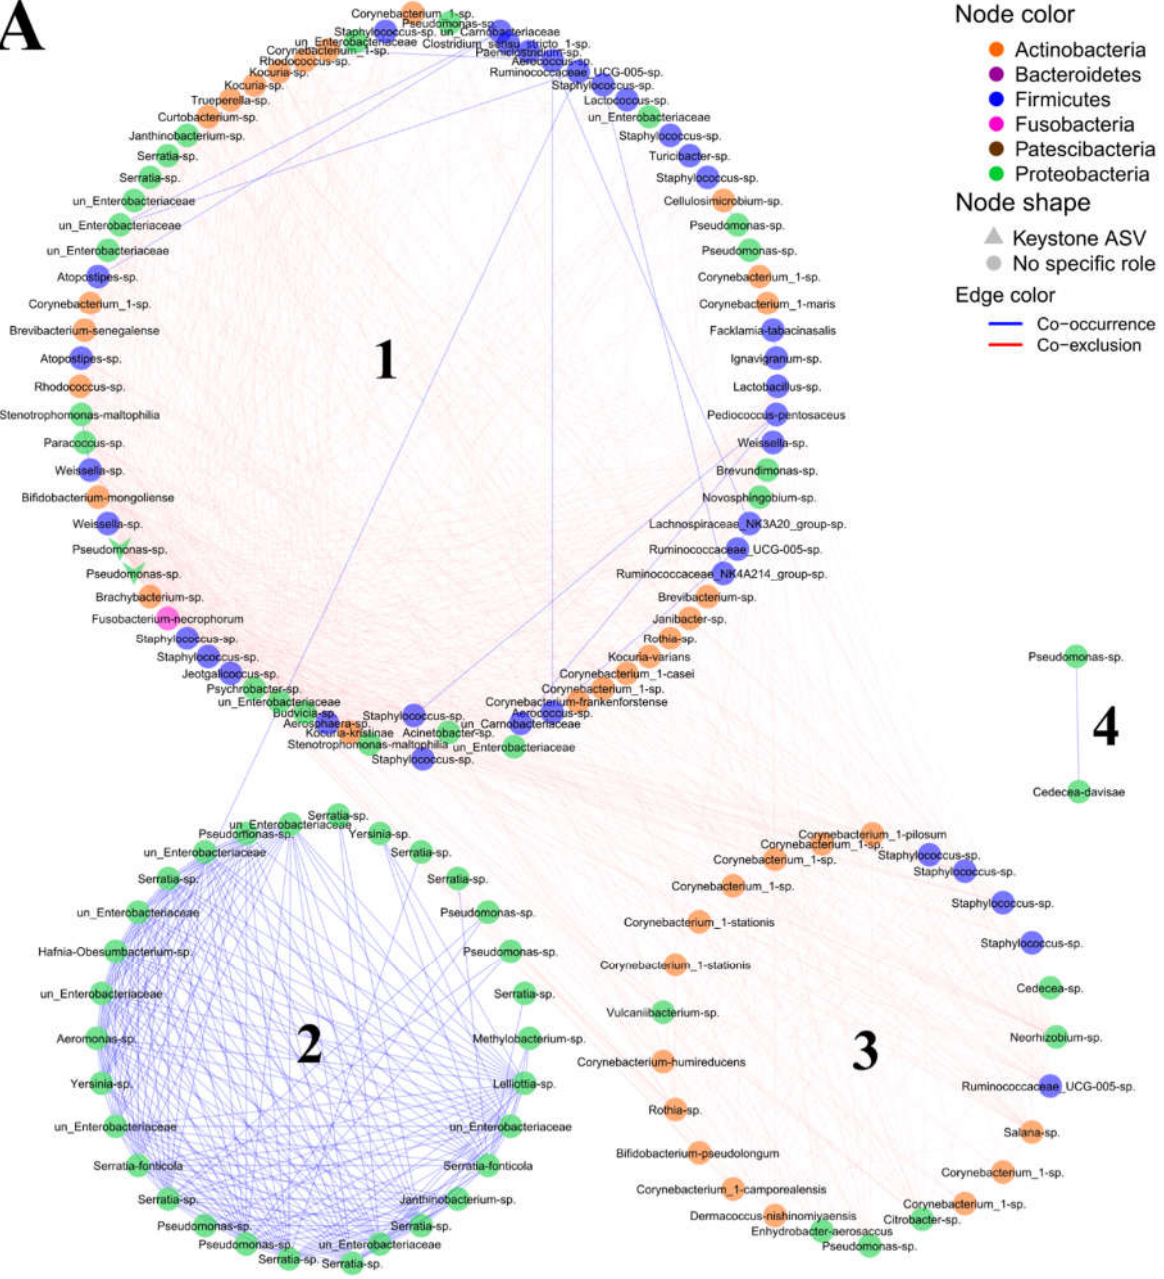 A
Corynebacterium_1-sp.
Pseudomonas-sp.
Staphylococcus-sp.
un_Carnobacteriaceae
un_Enterobacteriaceae
Clostridium_sensu_stricto_1-sp.
Corynebacterium_1-sp.
Paeniclostridium-sp.
Rhodococcus-sp.
Aerococcus-sp.
Kocuria-sp.
Ruminococcaceae_UCG-005-sp.
Kocuria-sp.
Staphylococcus-sp.
Trueperella-sp.
Lactococcus-sp.
Curtobacterium-sp.
un_Enterobacteriaceae
Janthinobacterium-sp.
Staphylococcus-sp.
Serratia-sp.
Turicibacter-sp.
Serratia-sp.
Staphylococcus-sp.
un_Enterobacteriaceae
Cellulosimicrobium-sp.
un_Enterobacteriaceae
Pseudomonas-sp.
un_Enterobacteriaceae
Pseudomonas-sp.
Atopostipes-sp.
Corynebacterium_1-sp.
Corynebacterium_1-sp.
Corynebacterium_1-maris
Brevibacterium-senegalense
Facklamia-tabacinasalis
Atopostipes-sp.
1
Ignavigranum-sp.
Rhodococcus-sp.
Lactobacillus-sp.
Stenotrophomonas-maltophilia
Pediococcus-pentosaceus
Paracoccus-sp.
Weissella-sp.
Weissella-sp.
Brevundimonas-sp.
Bifidobacterium-mongoliense
Novosphingobium-sp.
Weissella-sp.
Lachnospiraceae_NK3A20_group-sp.
Pseudomonas-sp.
Ruminococcaceae_UCG-005-sp.
Pseudomonas-sp.
Ruminococcaceae_NK4A214_group-sp.
Brachybacterium-sp.
Brevibacterium-sp.
Fusobacterium-necrophorum
Janibacter-sp.
Staphylococcus-sp.
Rothia-sp.
Staphylococcus-sp.
Kocuria-varians
Jeotgalicoccus-sp.
Corynebacterium_1-casei
Psychrobacter-sp.
Corynebacterium_1-sp.
un_Enterobacteriaceae
Corynebacterium-frankenforstense
Budvicia-sp.
Staphylococcus-sp.
Aerococcus-sp.
Aerosphaera-sp.
un_Carnobacteriaceae
Kocuria-kristinae
Acinetobacter-sp.
Stenotrophomonas-maltophilia
un_Enterobacteriaceae
Staphylococcus-sp.
Node color
Actinobacteria
Bacteroidetes
Firmicutes
Fusobacteria
Patescibacteria
Proteobacteria
Node shape
Keystone ASV
No specific role
Edge color
Co-occurrence
Co-exclusion
Pseudomonas-sp.
4
Cedecea-davisae
Serratia-sp.
un_Enterobacteriaceae
Pseudomonas-sp.
Yersinia-sp.
un_Enterobacteriaceae
Serratia-sp.
Serratia-sp.
Serratia-sp.
un_Enterobacteriaceae
Pseudomonas-sp.
Hafnia-Obesumbacterium-sp.
Pseudomonas-sp.
un_Enterobacteriaceae
Serratia-sp.
Aeromonas-sp.
2
Methylobacterium-sp.
Yersinia-sp.
Lelliottia-sp.
un_Enterobacteriaceae
un_Enterobacteriaceae
Serratia-fonticola
Serratia-fonticola
Serratia-sp.
Janthinobacterium-sp.
Pseudomonas-sp.
Serratia-sp.
Pseudomonas-sp.
un_Enterobacteriaceae
Serratia-sp.
Serratia-sp.
Corynebacterium_1-pilosum
Corynebacterium_1-sp.
Staphylococcus-sp.
Corynebacterium_1-sp.
Staphylococcus-sp.
Corynebacterium_1-sp.
Staphylococcus-sp.
Corynebacterium_1-stationis
Staphylococcus-sp.
Corynebacterium_1-stationis
Cedecea-sp.
Vulcaniibacterium-sp.
Neorhizobium-sp.
3
Corynebacterium-humireducens
Ruminococcaceae_UCG-005-sp.
Rothia-sp.
Salana-sp.
Bifidobacterium-pseudolongum
Corynebacterium_1-sp.
Corynebacterium_1-camporealensis
Corynebacterium_1-sp.
Dermacoccus-nishinomiyaensis
Citrobacter-sp.
Enhydrobacter-aerosaccus
Pseudomonas-sp.